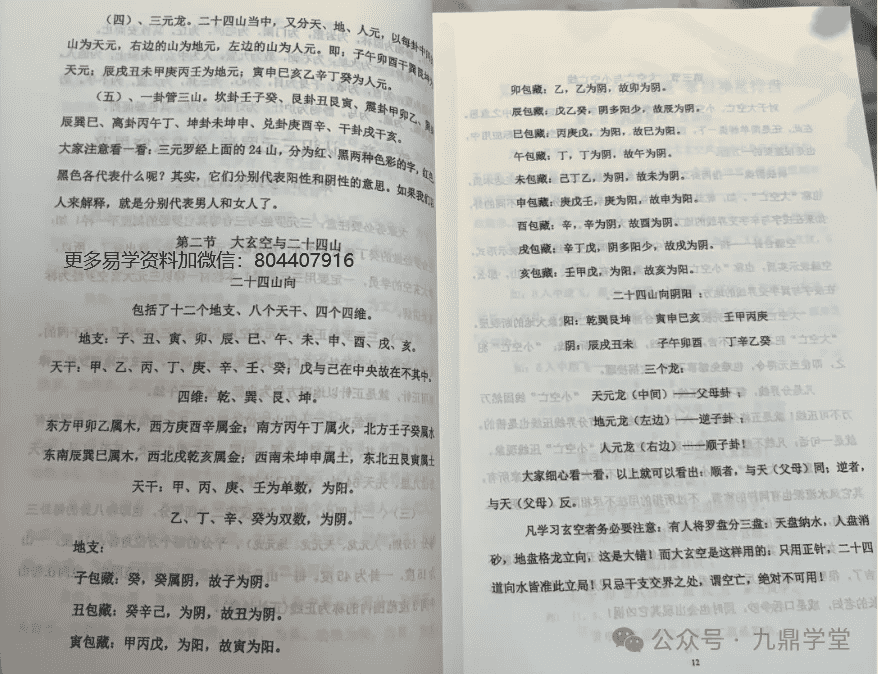 （四）、三元龙。二十四山当中，又分天、地、人元，以每卦中间
山为天元，右边的山为地元，左边的山为人元。即：子午卯酉干巽艮坤为
天元；辰戌丑未甲庚丙壬为地元；寅申巳亥乙辛丁癸为人元。
（五）、一卦管三山。坎卦壬子癸、艮卦丑艮寅、震卦甲卯乙、
辰巽巳、离卦丙午丁、坤卦未坤申、兑卦庚酉辛、干卦戌干亥。
大家注意看一看：三元罗经上面的24山，分为红、黑两种色彩的字，红色
黑色各代表什么呢？其实，它们分别代表阳性和阴性的意思。如果我们
人来解释，就是分别代表男人和女人了。
第二节 大玄空与二十四山
更多易学资料加微信：804407916
二十四山向
包括了十二个地支、八个天干、四个四维。
地支：子、丑、寅、卯、辰、巳、午、未、申、酉、戌、亥。
天干：甲、乙、丙、丁、庚、辛、壬、癸；戊与己在中央故在不其中。
四维：乾、巽、艮、坤。
东方甲卯乙属木，西方庚酉辛属金；南方丙午丁属火，北方壬子癸属水
东南辰巽巳属木，西北戌乾亥属金；西南未坤申属土，东北丑艮寅属土
天干：甲、丙、庚、壬为单数，为阳。
乙、丁、辛、癸为双数，为阴。
地支：
子包藏；癸，癸属阴，故子为阴。
丑包藏：癸辛己，为阴，故丑为阴。
寅包藏：甲丙戊，为阳，故寅为阳。
卯包藏：乙，乙为阴，故卯为阴。
辰包藏：戊乙癸，阴多阳少，故辰为阴。
巳包藏：丙庚戊，为阳，故巳为阳。
午包藏：丁，丁为阴，故午为阴。
未包藏：己丁乙，为阴，故未为阴。
申包藏：庚戊壬，庚为阳，故申为阳。
酉包藏：辛，辛为阴，故酉为阴。
戌包藏：辛丁戊，阴多阳少，故戌为阴。
亥包藏：壬甲戊，为阳，故亥为阳。
二十四山向阴阳：
阳：乾巽艮坤 寅申巳亥 壬甲丙庚
阴：辰戌丑未 子午卯酉 丁辛乙癸
三个龙：
天元龙（中间）——父母卦；
地元龙（左边）——逆子卦；
人元龙（右边）——顺子卦！
大家细心看一看，以上就可以看出：顺者，与天（父母）同；逆者，
与天（父母）反。
凡学习玄空者务必要注意：有人将罗盘分三盘：天盘纳水，人盘消
砂，地盘格龙立向，这是大错！而大玄空是这样用的：只用正针，二十四
道向水皆准此立局！只忌干支交界之处，谓空亡，绝对不可用！
公众号·九鼎学堂
12